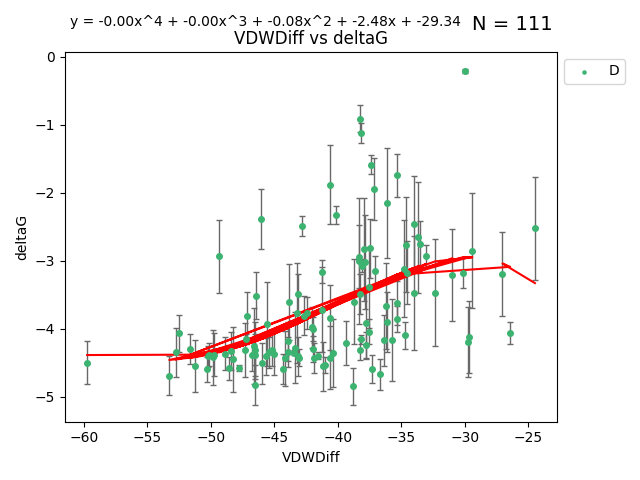 y = -0.00x^4 + -0.00x^3 + -0.08x^2 + -2.48x + -29.34 N = 111
VDWDiff vs deltaG
D
0
−1
−2
−3
−4
−5
deltaG
−60 −55 −50 −45 −40 −35 −30 −25
VDWDiff